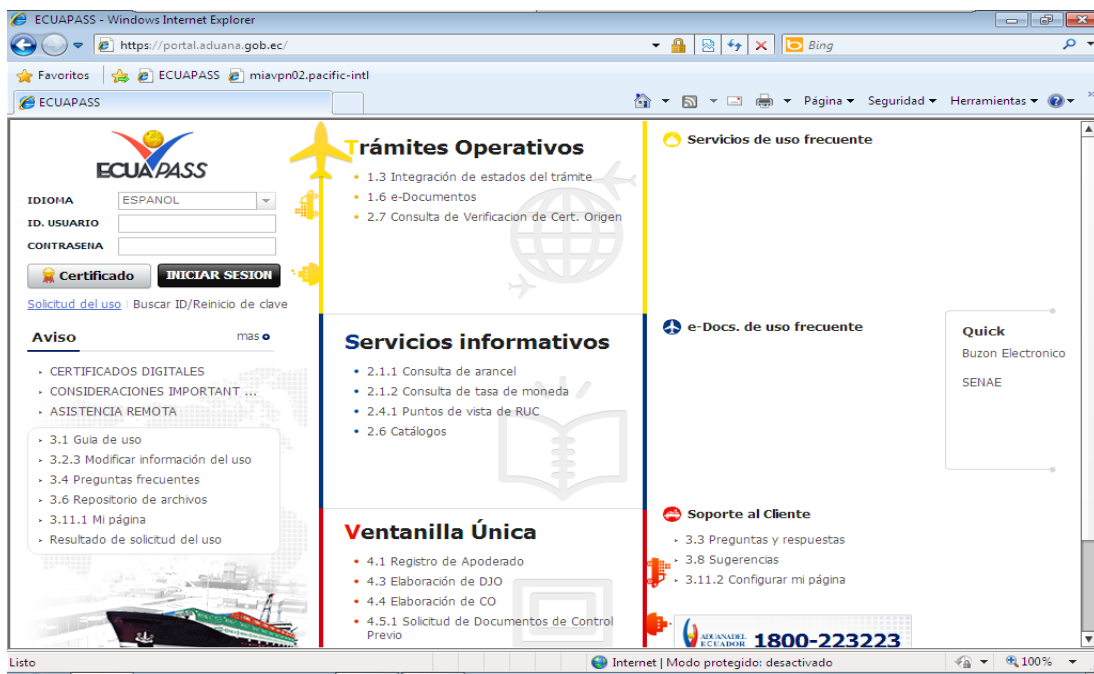 ECUAPASS - Windows Internet Explorer
https://portal.aduana.gob.ec/
Bing
Favoritos
ECUAPASS
miavpn02.pacific-intl
ECUAPASS
Página
Seguridad
Herramientas
ECUAPASS
IDIOMA
ESPANOL
ID. USUARIO
CONTRASENA
Certificado
INICIAR SESION
Solicitud del uso
Buscar ID/Reinicio de clave
Aviso
mas
CERTIFICADOS DIGITALES
CONSIDERACIONES IMPORTANT ...
ASISTENCIA REMOTA
3.1 Guia de uso
3.2.3 Modificar información del uso
3.4 Preguntas frecuentes
3.6 Repositorio de archivos
3.11.1 Mi página
Resultado de solicitud del uso
Trámites Operativos
1.3 Integración de estados del trámite
1.6 e-Documentos
2.7 Consulta de Verificacion de Cert. Origen
Servicios informativos
2.1.1 Consulta de arancel
2.1.2 Consulta de tasa de moneda
2.4.1 Puntos de vista de RUC
2.6 Catálogos
Ventanilla Única
4.1 Registro de Apoderado
4.3 Elaboración de DJO
4.4 Elaboración de CO
4.5.1 Solicitud de Documentos de Control
Previo
Servicios de uso frecuente
e-Docs. de uso frecuente
Quick
Buzon Electronico
SENAE
Soporte al Cliente
3.3 Preguntas y respuestas
3.8 Sugerencias
3.11.2 Configurar mi página
ADUANA DEL
ECUADOR
1800-223223
Listo
Internet | Modo protegido: desactivado
100%